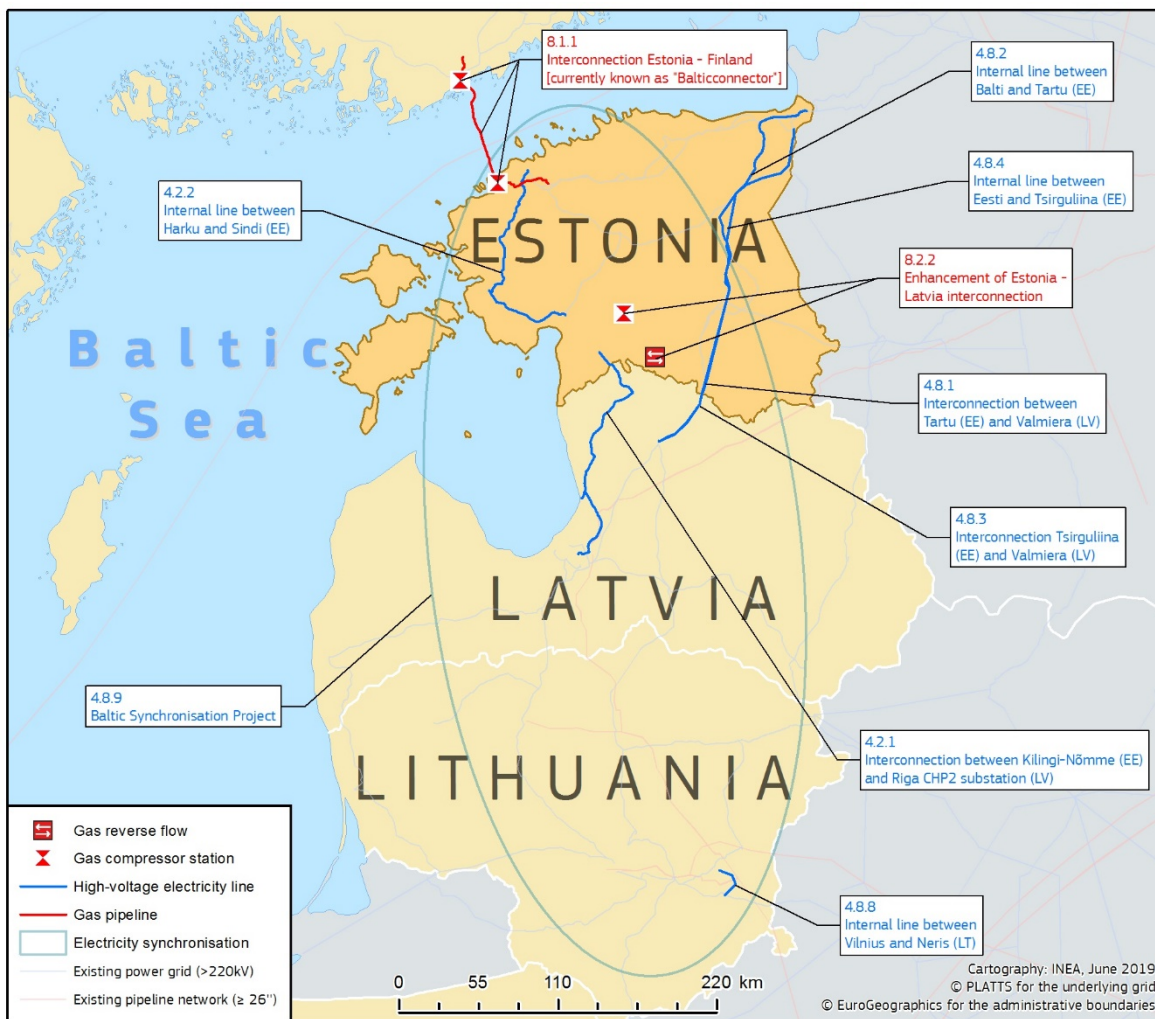 8.1.1
Interconnection Estonia - Finland
[currently known as "Balticconnector"]
4.8.2
Internal line between
Balti and Tartu (EE)
4.2.2
Internal line between
Harku and Sindi (EE)
4.8.4
Internal line between
Eesti and Tsirguliina (EE)
ESTONIA
8.2.2
Enhancement of Estonia -
Latvia interconnection
Baltic
Sea
4.8.1
Interconnection between
Tartu (EE) and Valmiera (LV)
4.8.3
Interconnection Tsirguliina
(EE) and Valmiera (LV)
LATVIA
4.8.9
Baltic Synchronisation Project
4.2.1
Interconnection between Kilingi-Nõmme (EE)
and Riga CHP2 substation (LV)
LITHUANIA
4.8.8
Internal line between
Vilnius and Neris (LT)
Gas reverse flow
Gas compressor station
High-voltage electricity line
Gas pipeline
Electricity synchronisation
Existing power grid (>220kV)
Existing pipeline network (≥ 26'')
0 55 110 220 km
Cartography: INEA, June 2019
© PLATTS for the underlying grid
© EuroGeographics for the administrative boundaries